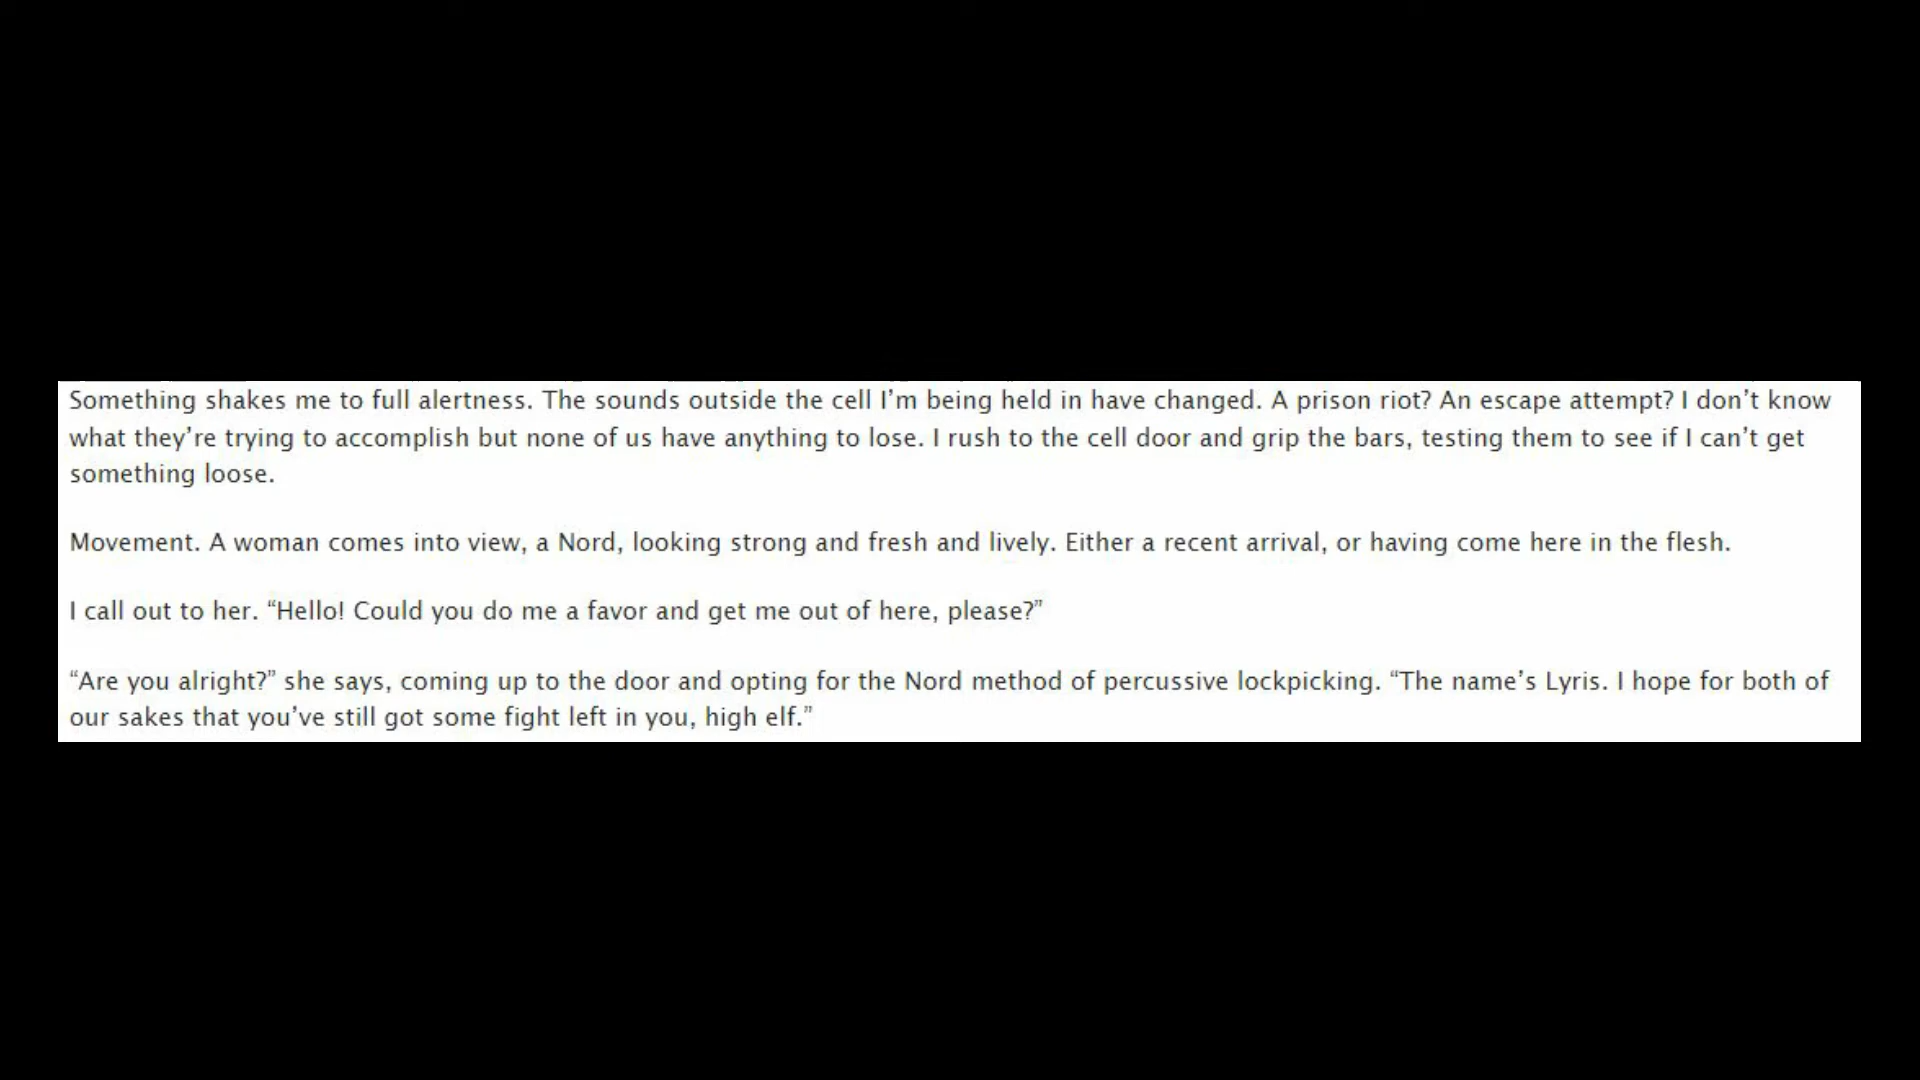 Something shakes me to full alertness. The sounds outside the cell I’m being held in have changed. A prison riot? An escape attempt? I don’t know
what they’re trying to accomplish but none of us have anything to lose. I rush to the cell door and grip the bars, testing them to see if I can’t get
something loose.
Movement. A woman comes into view, a Nord, looking strong and fresh and lively. Either a recent arrival, or having come here in the flesh.
I call out to her. “Hello! Could you do me a favor and get me out of here, please?”
“Are you alright?” she says, coming up to the door and opting for the Nord method of percussive lockpicking. “The name’s Lyris. I hope for both of
our sakes that you’ve still got some fight left in you, high elf.”